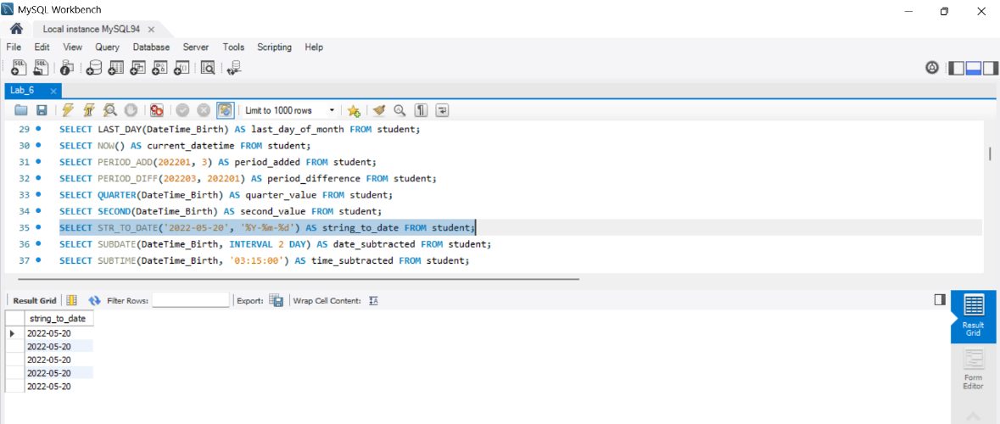 MySQL Workbench
Local instance MySQL94
File Edit View Query Database Server Tools Scripting Help
Lab_6
Limit to 1000 rows
29 SELECT LAST_DAY(DateTime_Birth) AS last_day_of_month FROM student;
30 SELECT NOW() AS current_datetime FROM student;
31 SELECT PERIOD_ADD(202201, 3) AS period_added FROM student;
32 SELECT PERIOD_DIFF(202203, 202201) AS period_difference FROM student;
33 SELECT QUARTER(DateTime_Birth) AS quarter_value FROM student;
34 SELECT SECOND(DateTime_Birth) AS second_value FROM student;
35 SELECT STR_TO_DATE('2022-05-20', '%Y-%m-%d') AS string_to_date FROM student;
36 SELECT SUBDATE(DateTime_Birth, INTERVAL 2 DAY) AS date_subtracted FROM student;
37 SELECT SUBTIME(DateTime_Birth, '03:15:00') AS time_subtracted FROM student;
Result Grid Filter Rows: Export: Wrap Cell Content:
string_to_date
2022-05-20
2022-05-20
2022-05-20
2022-05-20
2022-05-20
Result
Grid
Form
Editor